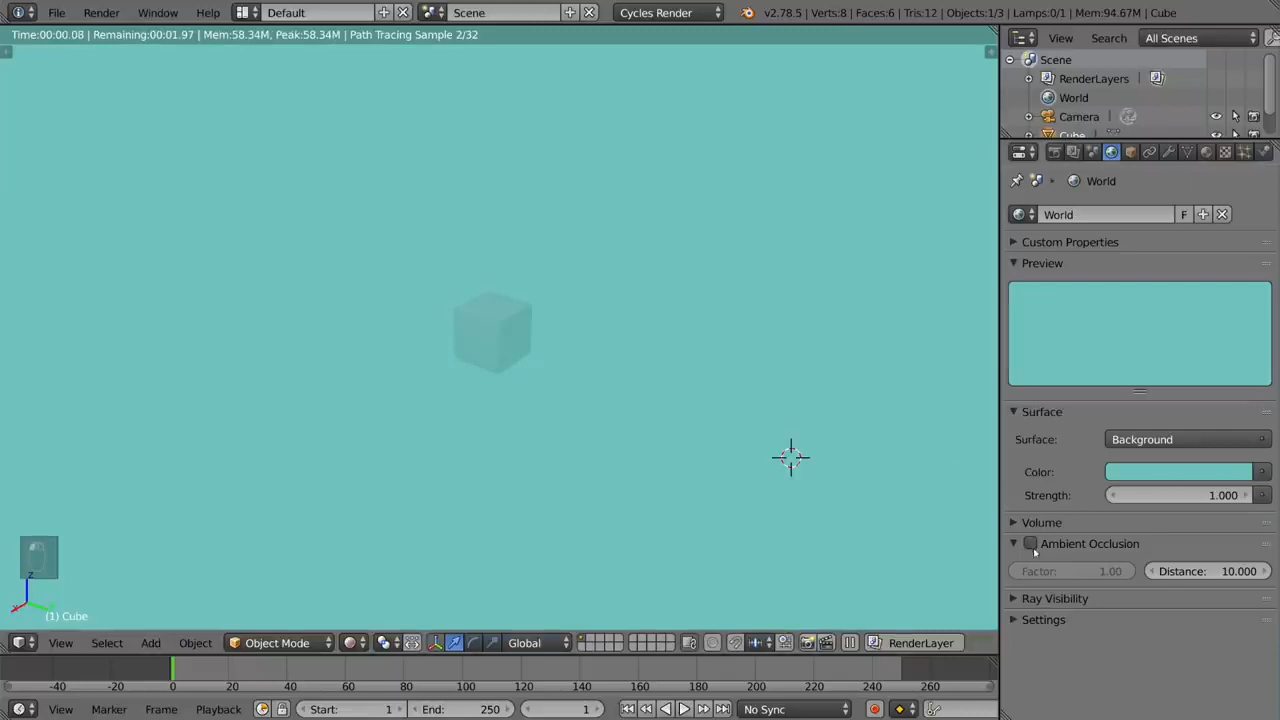 File Render Window Help Default Scene Cycles Render v2.78.5 | Verts:8 | Faces:6 | Tris:12 | Objects:1/3 | Lamps:0/1 | Mem:94.67M | Cube
Time:00:00.08 | Remaining:00:01.97 | Mem:58.34M, Peak:58.34M | Path Tracing Sample 2/32
View Search All Scenes
Scene
RenderLayers
World
Camera
Cube
World
World F
Custom Properties
Preview
Surface
Surface: Background
Color:
Strength: 1.000
Volume
Ambient Occlusion
Factor: 1.00 Distance: 10.000
Ray Visibility
Settings
z
x y
(1) Cube
View Select Add Object Object Mode Global RenderLayer
-40 -20 0 20 40 60 80 100 120 140 160 180 200 220 240 260
View Marker Frame Playback Start: 1 End: 250 1 No Sync